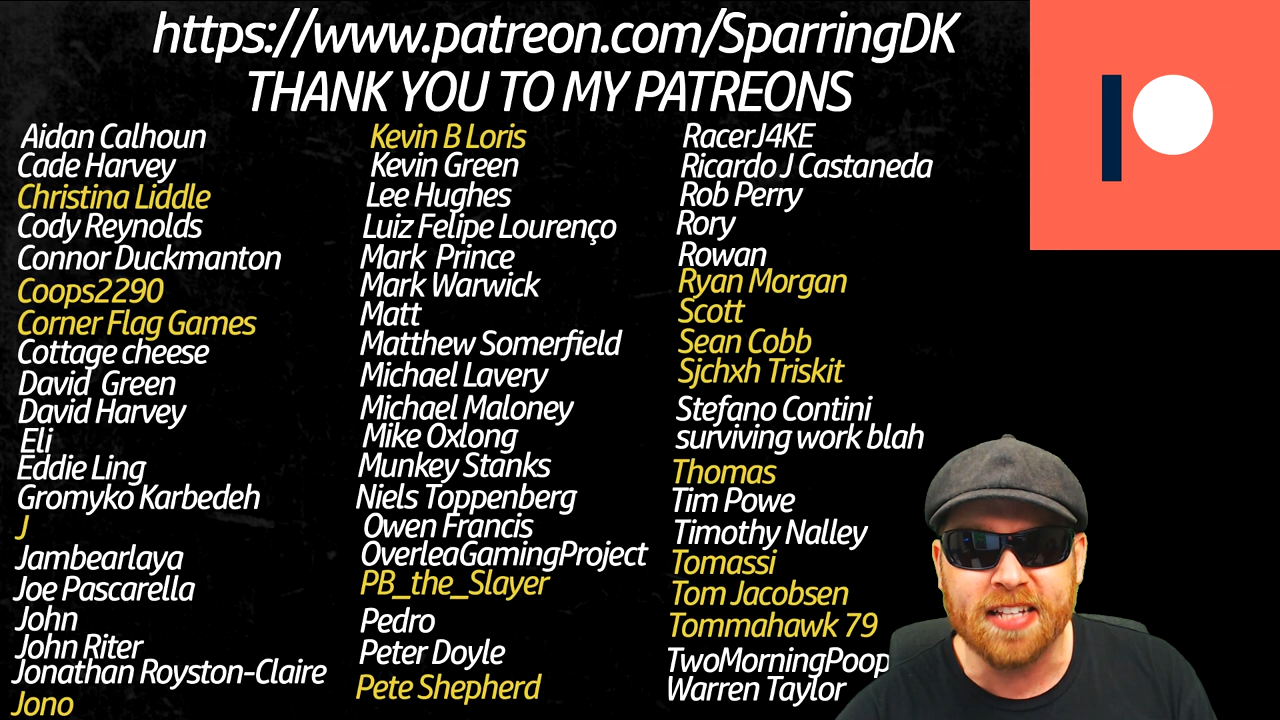 https://www.patreon.com/SparringDK
THANK YOU TO MY PATREONS
Aidan Calhoun
Cade Harvey
Christina Liddle
Cody Reynolds
Connor Duckmanton
Coops2290
Corner Flag Games
Cottage cheese
David Green
David Harvey
Eli
Eddie Ling
Gromyko Karbedeh
J
Jambearlaya
Joe Pascarella
John
John Riter
Jonathan Royston-Claire
Jono
Kevin B Loris
Kevin Green
Lee Hughes
Luiz Felipe Lourenço
Mark Prince
Mark Warwick
Matt
Matthew Somerfield
Michael Lavery
Michael Maloney
Mike Oxlong
Munkey Stanks
Niels Toppenberg
Owen Francis
OverleaGamingProject
PB_the_Slayer
Pedro
Peter Doyle
Pete Shepherd
RacerJ4KE
Ricardo J Castaneda
Rob Perry
Rory
Rowan
Ryan Morgan
Scott
Sean Cobb
Sjchxh Triskit
Stefano Contini
surviving work blah
Thomas
Tim Powe
Timothy Nalley
Tomassi
Tom Jacobsen
Tommahawk 79
TwoMorningPoop
Warren Taylor